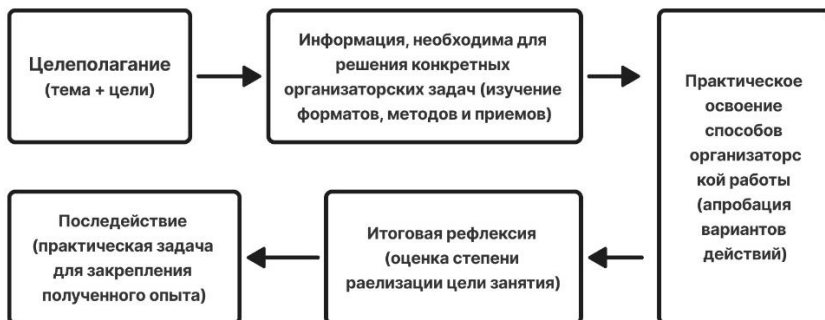 Целеполагание
(тема + цели)
Информация, необходима для
решения конкретных
организаторских задач (изучение
форматов, методов и приемов)
Практическое
освоение
способов
организаторс
кой работы
(апробация
вариантов
действий)
Итоговая рефлексия
(оценка степени
раелизации цели занятия)
Последействие
(практическая задача
для закрепления
полученного опыта)